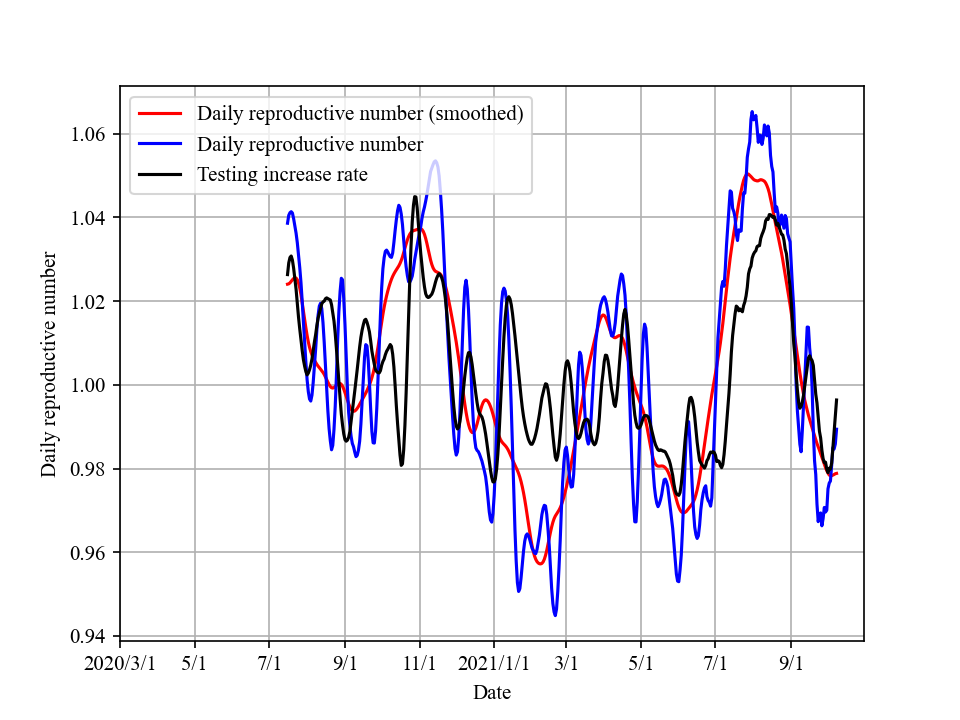 Daily reproductive number (smoothed)
Daily reproductive number
Testing increase rate
Daily reproductive number
1.06
1.04
1.02
1.00
0.98
0.96
0.94
2020/3/1 5/1 7/1 9/1 11/1 2021/1/1 3/1 5/1 7/1 9/1
Date